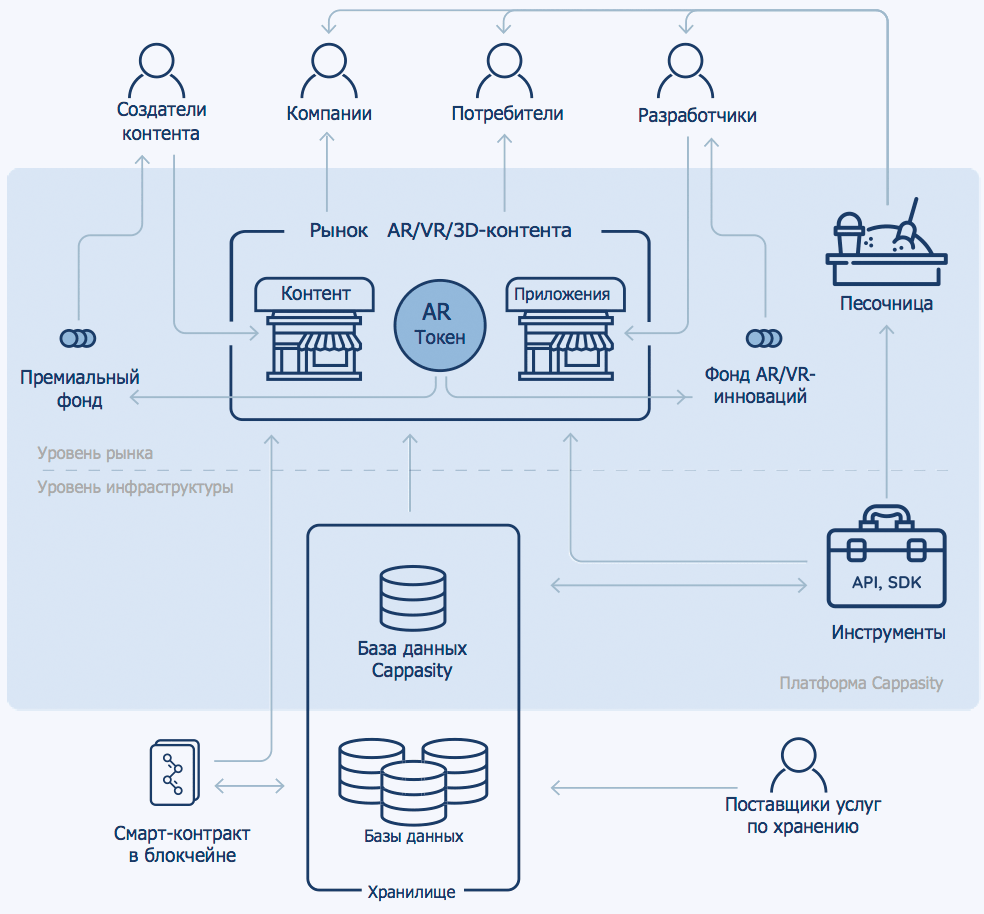 Создатели
контента
Компании
Потребители
Разработчики
Рынок AR/VR/3D-контента
Контент
AR
Токен
Приложения
Песочница
Премиальный
фонд
Фонд AR/VR-
инноваций
Уровень рынка
Уровень инфраструктуры
API, SDK
Инструменты
База данных
Cappasity
Платформа Cappasity
Смарт-контракт
в блокчейне
Базы данных
Поставщики услуг
по хранению
Хранилище